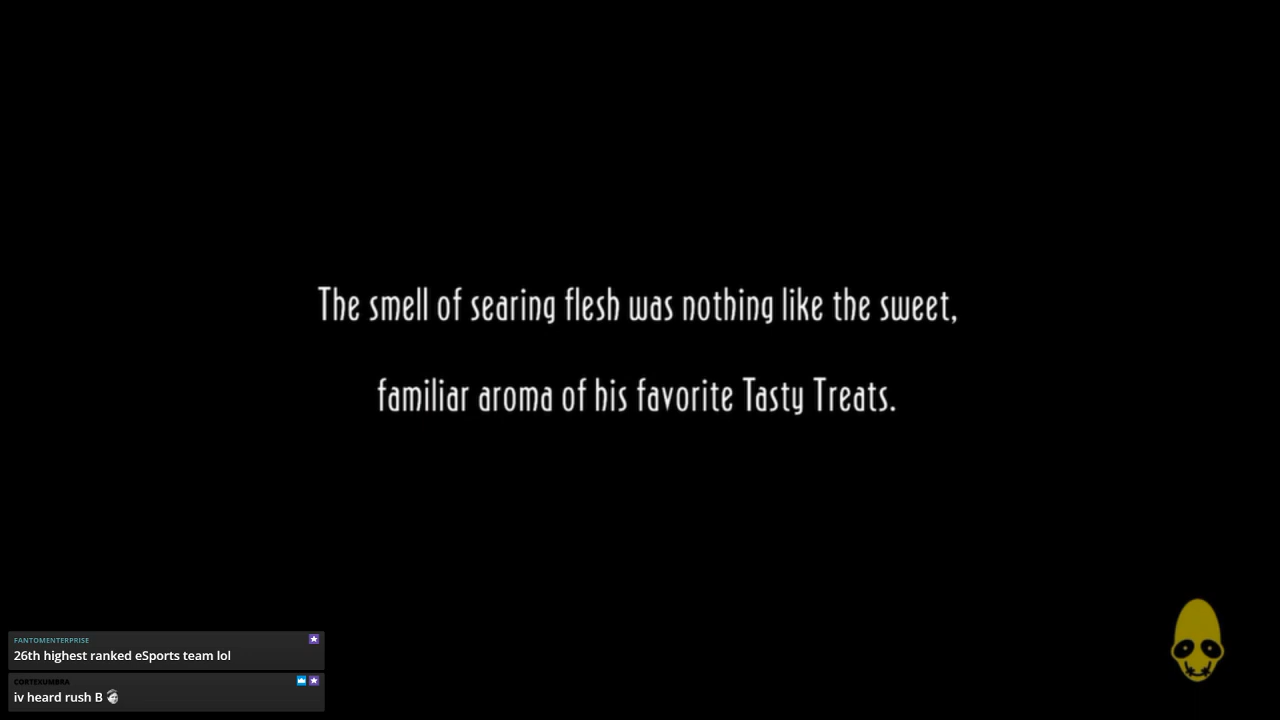 The smell of searing flesh was nothing like the sweet,
familiar aroma of his favorite Tasty Treats.
FANTOMENTERPRISE
26th highest ranked eSports team lol
CORTEXUMBRA
iv heard rush B